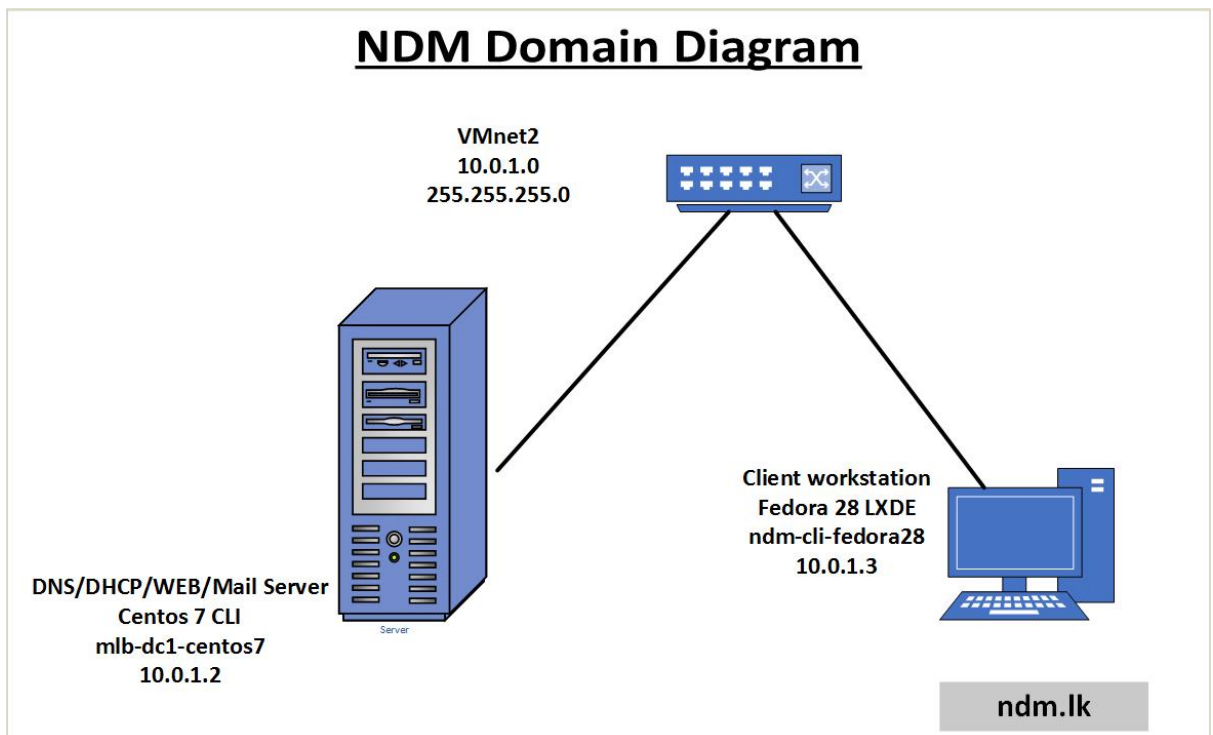 NDM Domain Diagram
VMnet2
10.0.1.0
255.255.255.0
Client workstation
Fedora 28 LXDE
ndm-cli-fedora28
10.0.1.3
DNS/DHCP/WEB/Mail Server
Centos 7 CLI
mlb-dc1-centos7
10.0.1.2
Server
ndm.lk